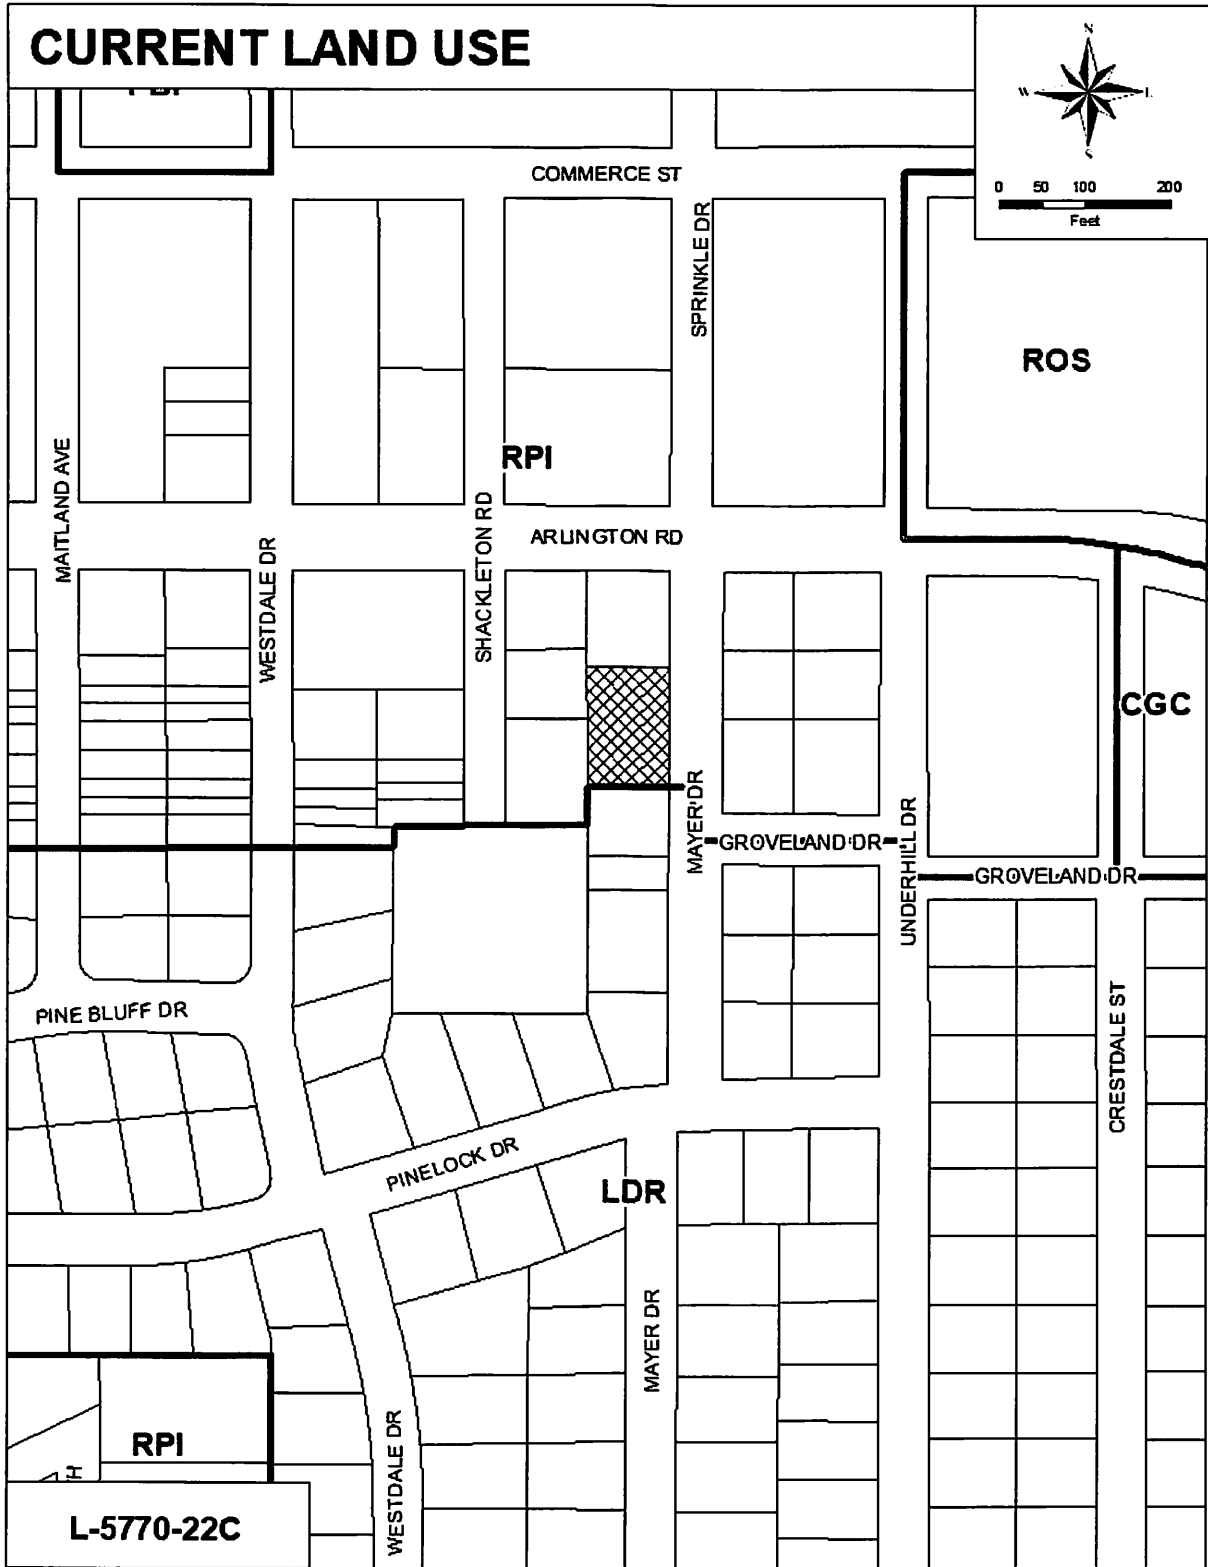 CURRENT LAND USE
N
W
S
0 50 100 200
Feet
COMMERCE ST
SPRINKLE DR
ROS
RPI
MAITLAND AVE
SHACKLETON RD
ARLINGTON RD
WESTDALE DR
CGC
MAYER DR
GROVELAND DR
UNDERHILL DR
GROVELAND DR
PINE BLUFF DR
CRESTDALE ST
PINELOCK DR
LDR
MAYER DR
RPI
WESTDALE DR
H
L-5770-22C